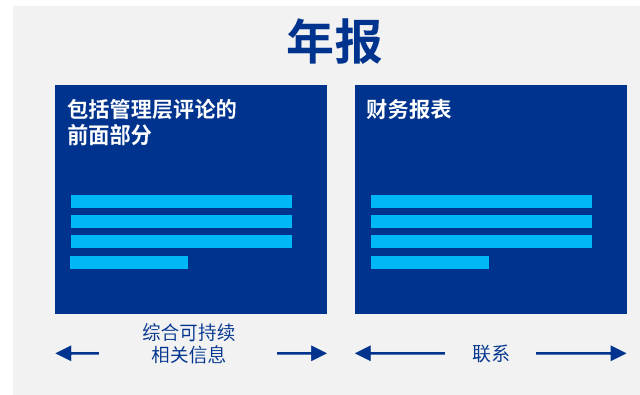 年报
包括管理层评论的
前面部分
财务报表
综合可持续
相关信息
联系